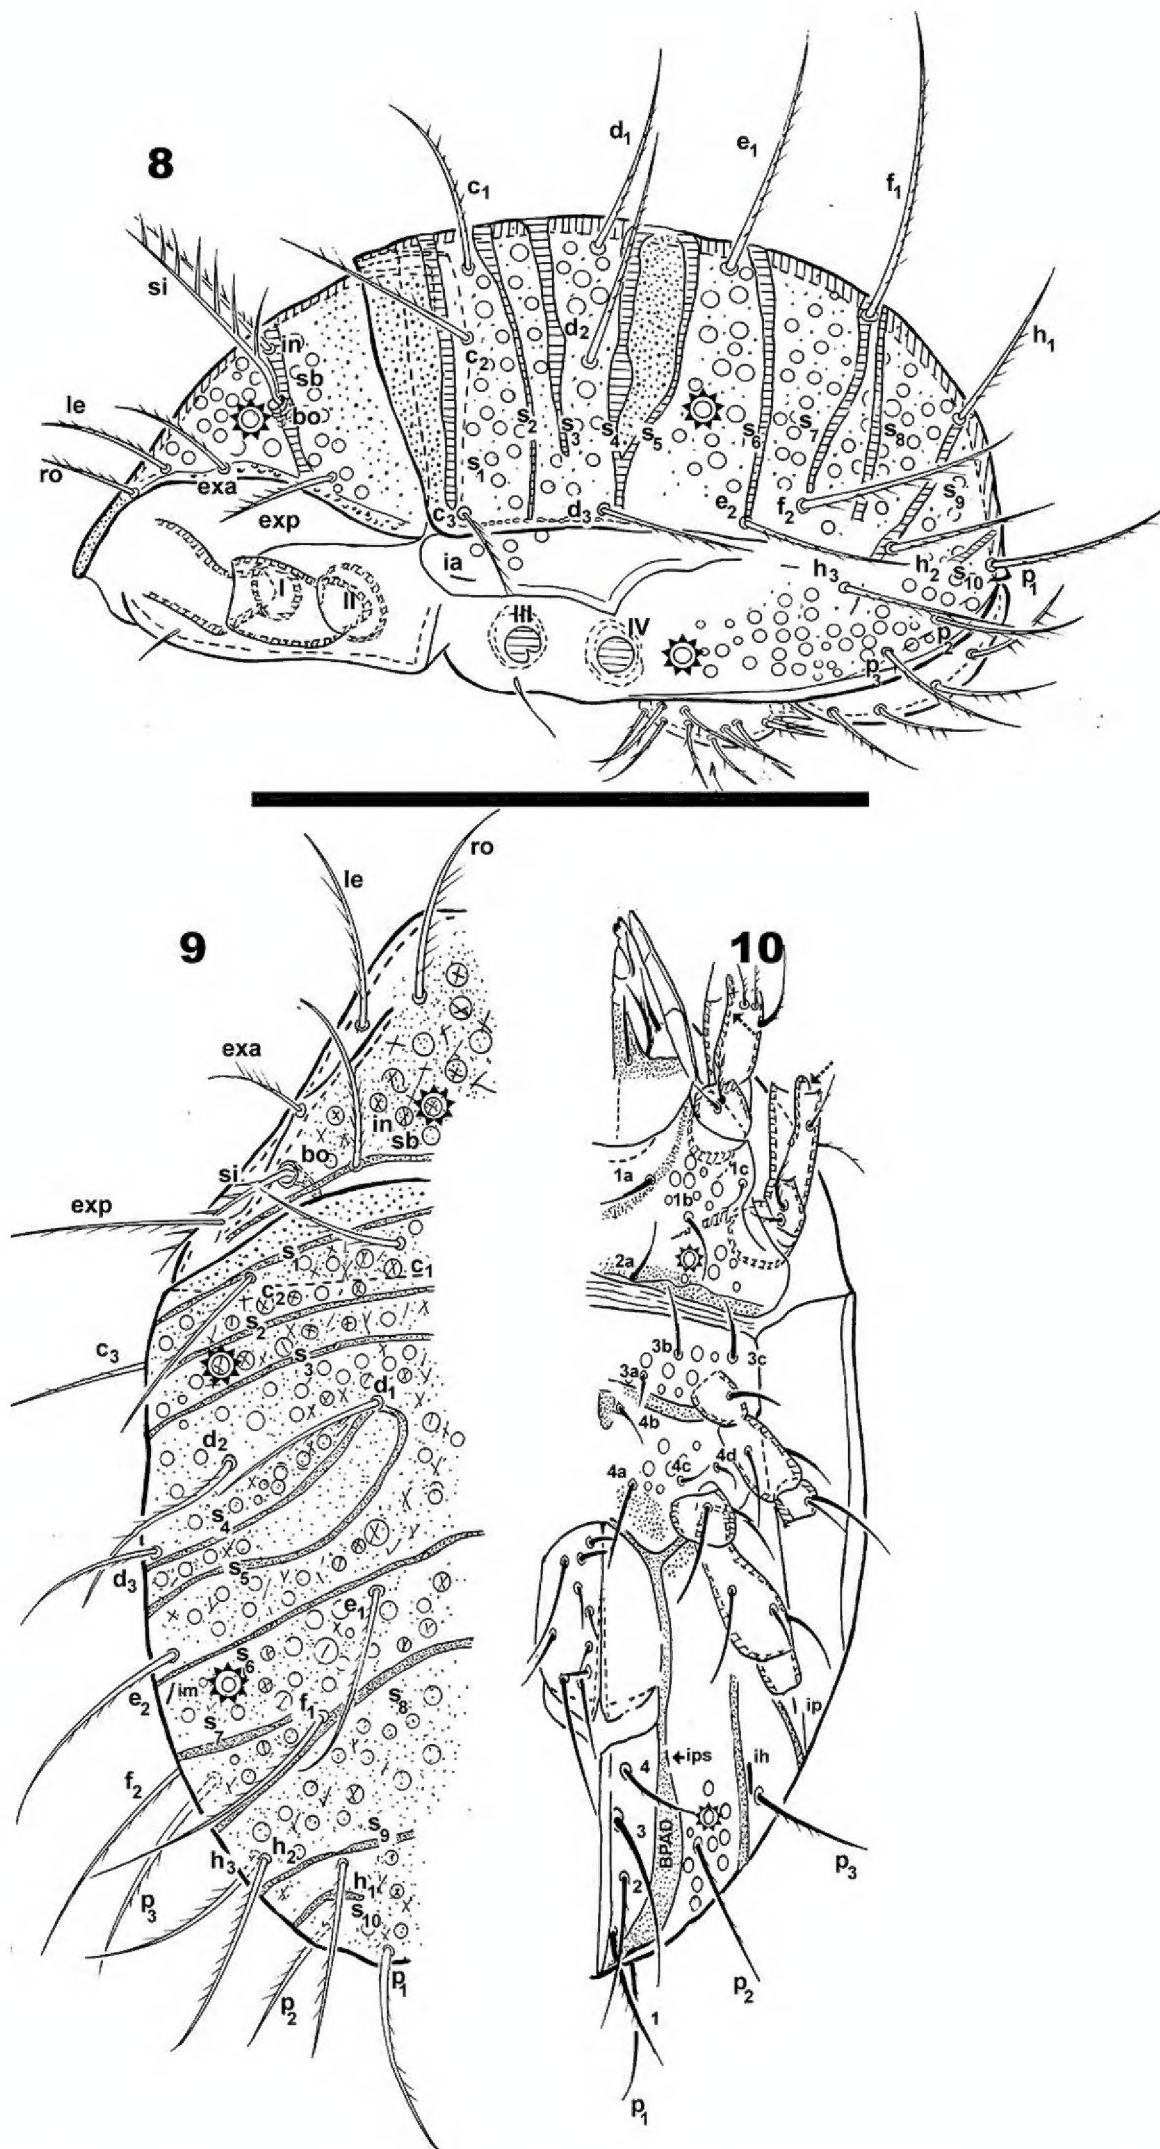 8
d1
e1
f1
c1
si
in
sb
bo
d2
c2
h1
le
ro
exa
exp
s1
s2
s3
s4
s5
s6
s7
s8
s9
c3
d3
e2
f2
ia
h3
h2
s10
p1
I
II
III
IV
p2
p3
9
le
ro
exa
in
sb
bo
si
exp
s1
c1
c2
s2
c3
s3
d1
d2
s4
d3
s5
e1
s6
im
e2
f1
s8
s7
f2
s9
h3
h2
h1
p3
s10
p2
p1
10
1a
1c
1b
2a
3b
3c
3a
4b
4d
4a
4c
ip
ips
ih
4
BPAD
3
p3
2
p2
1
p1